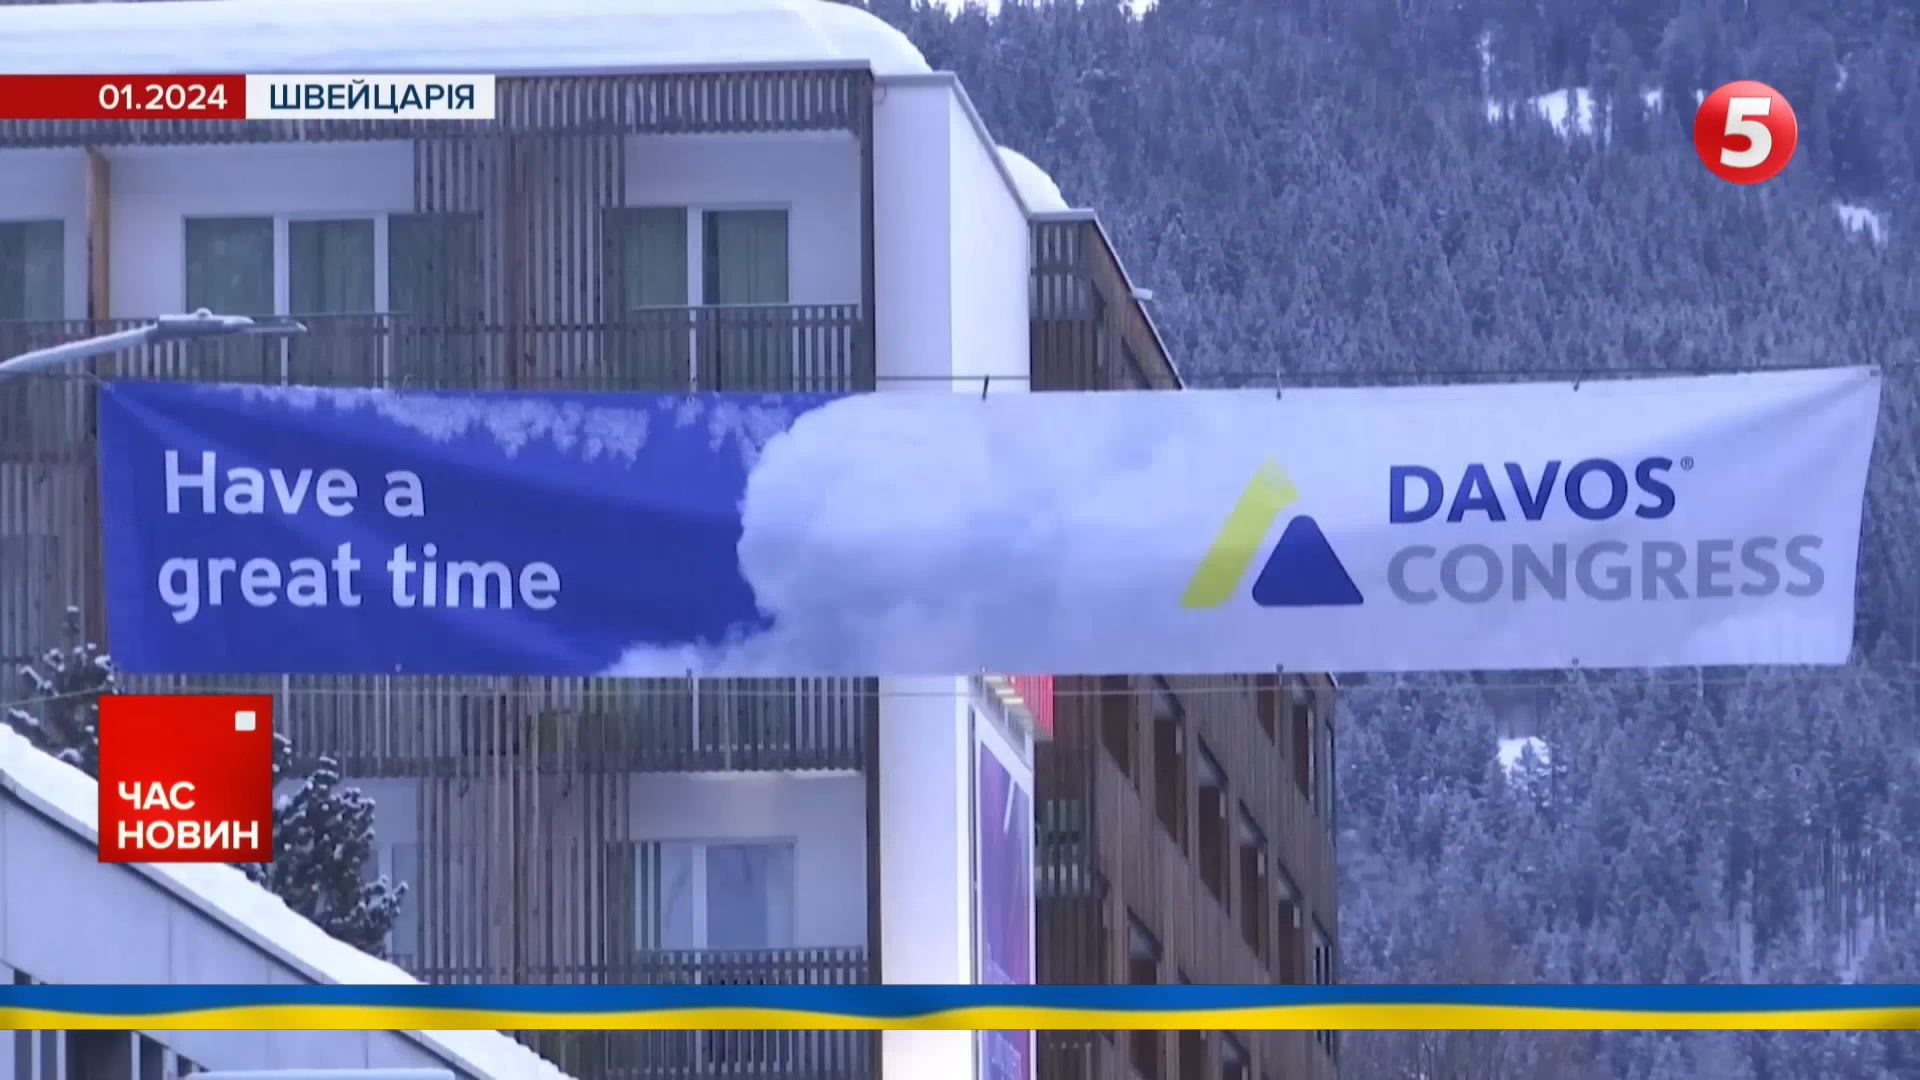 01.2024 ШВЕЙЦАРІЯ
5
Have a
great time
DAVOS®
CONGRESS
ЧАС
НОВИН